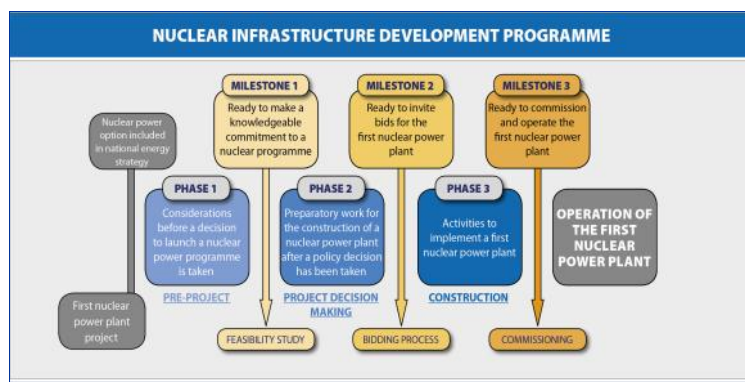 NUCLEAR INFRASTRUCTURE DEVELOPMENT PROGRAMME
MILESTONE 1
Ready to make a
knowledgeable
commitment to a
nuclear programme
MILESTONE 2
Ready to invite
bids for the
first nuclear power
plant
MILESTONE 3
Ready to commission
and operate the
first nuclear power
plant
Nuclear power
option included
in national energy
strategy
PHASE 1
Considerations
before a decision
to launch a nuclear
power programme
is taken
PRE-PROJECT
PHASE 2
Preparatory work for
the construction of a
nuclear power plant
after a policy decision
has been taken
PROJECT DECISION
MAKING
PHASE 3
Activities to
implement a first
nuclear power plant
CONSTRUCTION
OPERATION OF
THE FIRST
NUCLEAR
POWER PLANT
First nuclear
power plant
project
FEASIBILITY STUDY
BIDDING PROCESS
COMMISSIONING